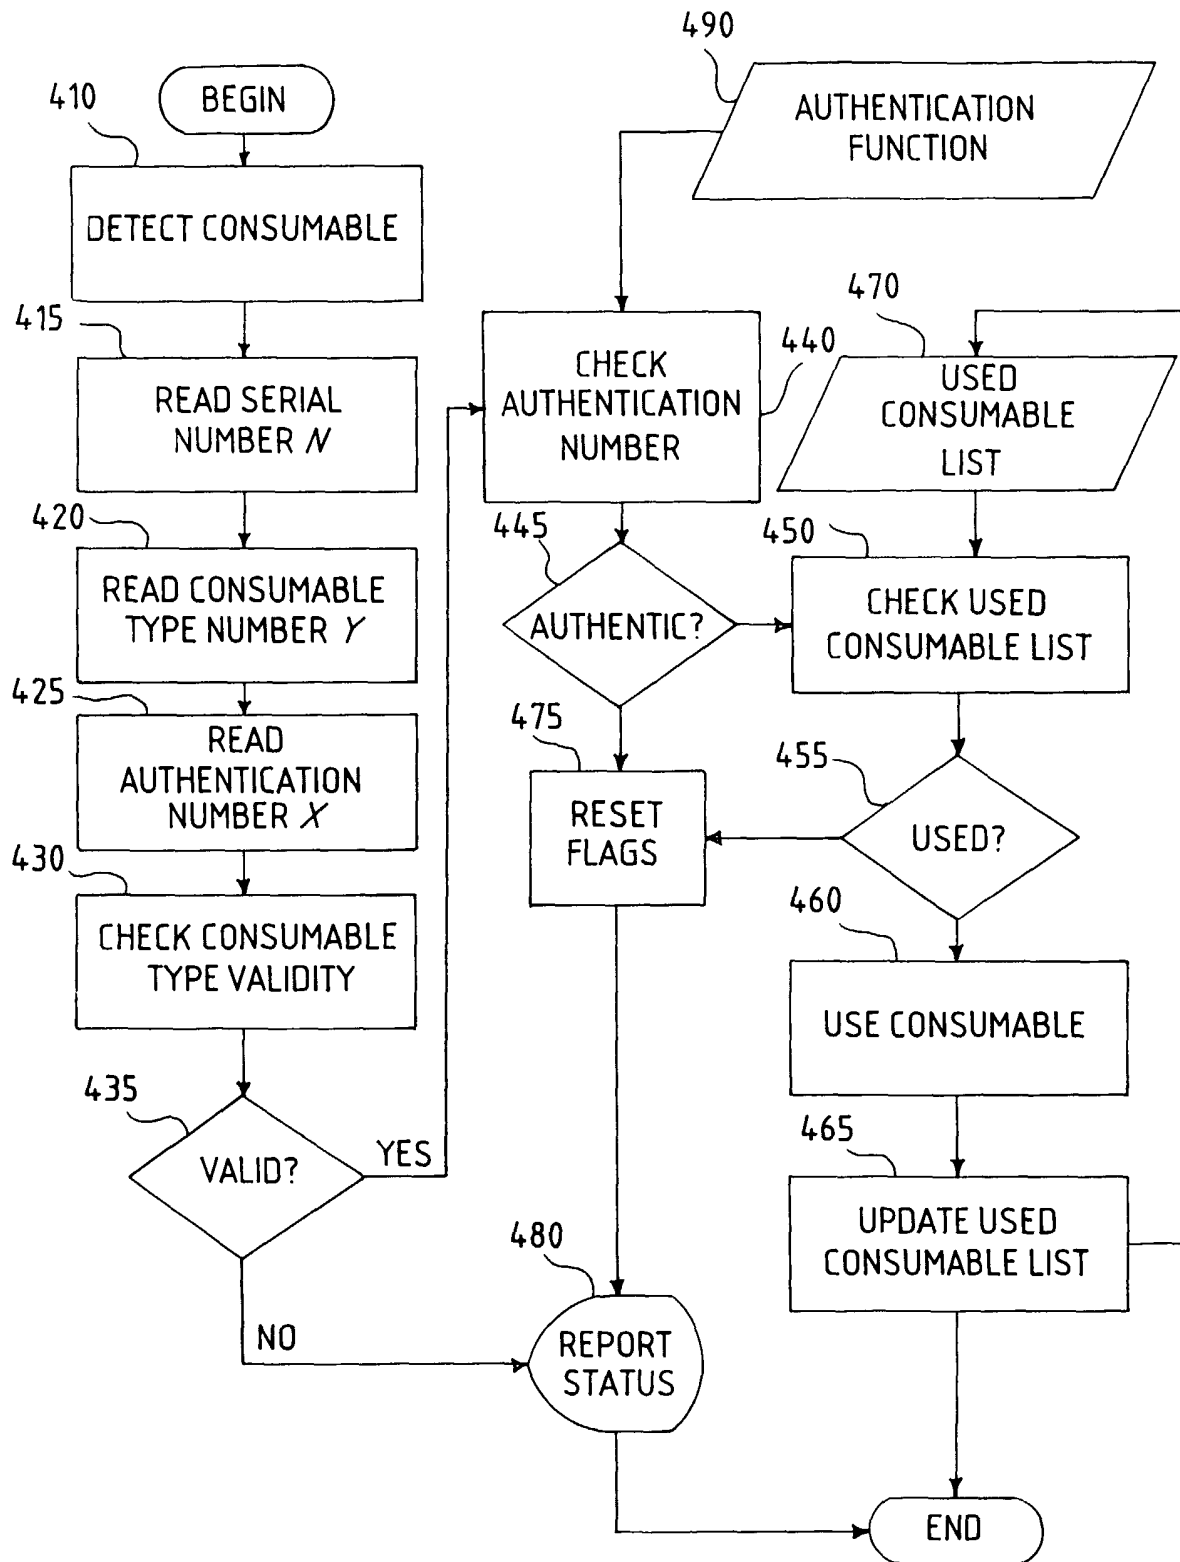 490
BEGIN
410
AUTHENTICATION
FUNCTION
DETECT CONSUMABLE
415
470
READ SERIAL
NUMBER N
CHECK
AUTHENTICATION
NUMBER
440
USED
CONSUMABLE
LIST
420
445
450
READ CONSUMABLE
TYPE NUMBER Y
AUTHENTIC?
CHECK USED
CONSUMABLE LIST
425
READ
AUTHENTICATION
NUMBER X
475
455
RESET
FLAGS
USED?
430
CHECK CONSUMABLE
TYPE VALIDITY
460
USE CONSUMABLE
435
VALID?
YES
465
UPDATE USED
CONSUMABLE LIST
480
NO
REPORT
STATUS
END